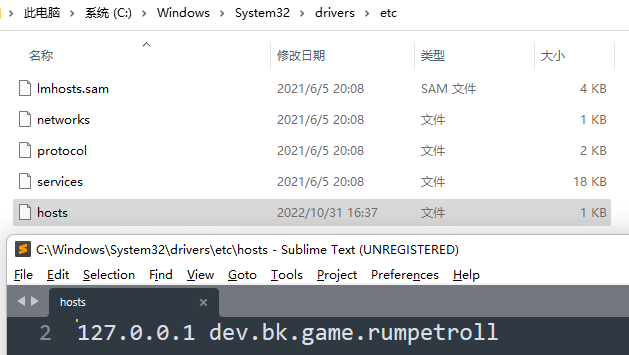 此电脑 > 系统 (C:) > Windows > System32 > drivers > etc
名称 修改日期 类型 大小
lmhosts.sam 2021/6/5 20:08 SAM 文件 4 KB
networks 2021/6/5 20:08 文件 1 KB
protocol 2021/6/5 20:08 文件 2 KB
services 2021/6/5 20:08 文件 18 KB
hosts 2022/10/31 16:37 文件 1 KB
C:\Windows\System32\drivers\etc\hosts - Sublime Text (UNREGISTERED)
File Edit Selection Find View Goto Tools Project Preferences Help
hosts ×
2 127.0.0.1 dev.bk.game.rumpetroll